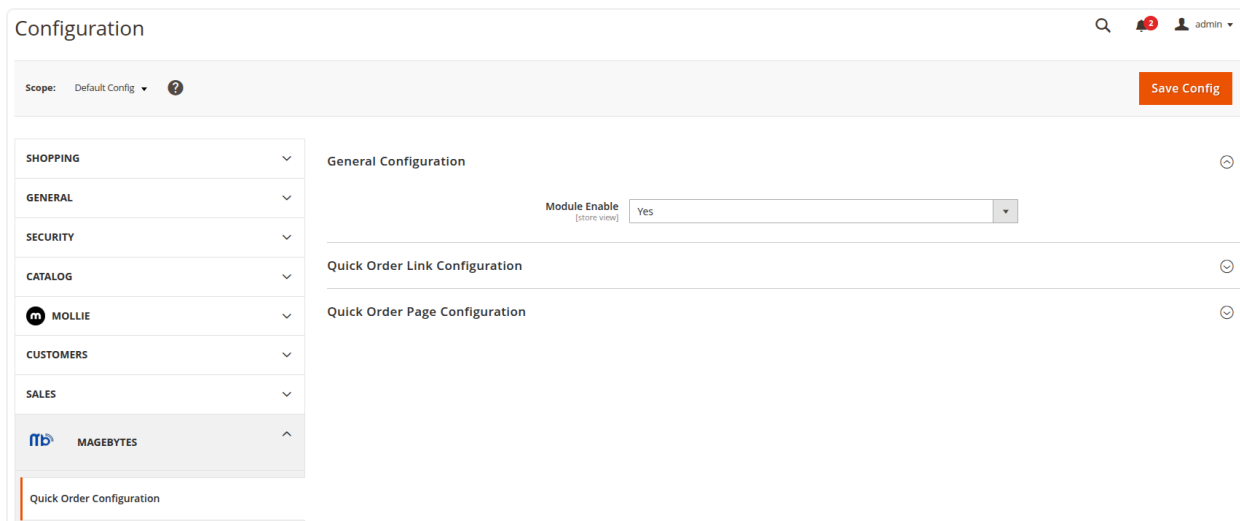 Configuration
2
admin
Scope: Default Config ?
Save Config
SHOPPING
GENERAL
SECURITY
CATALOG
m MOLLIE
CUSTOMERS
SALES
mb MAGEBYTES
Quick Order Configuration
General Configuration
Module Enable
[store view]
Yes
Quick Order Link Configuration
Quick Order Page Configuration